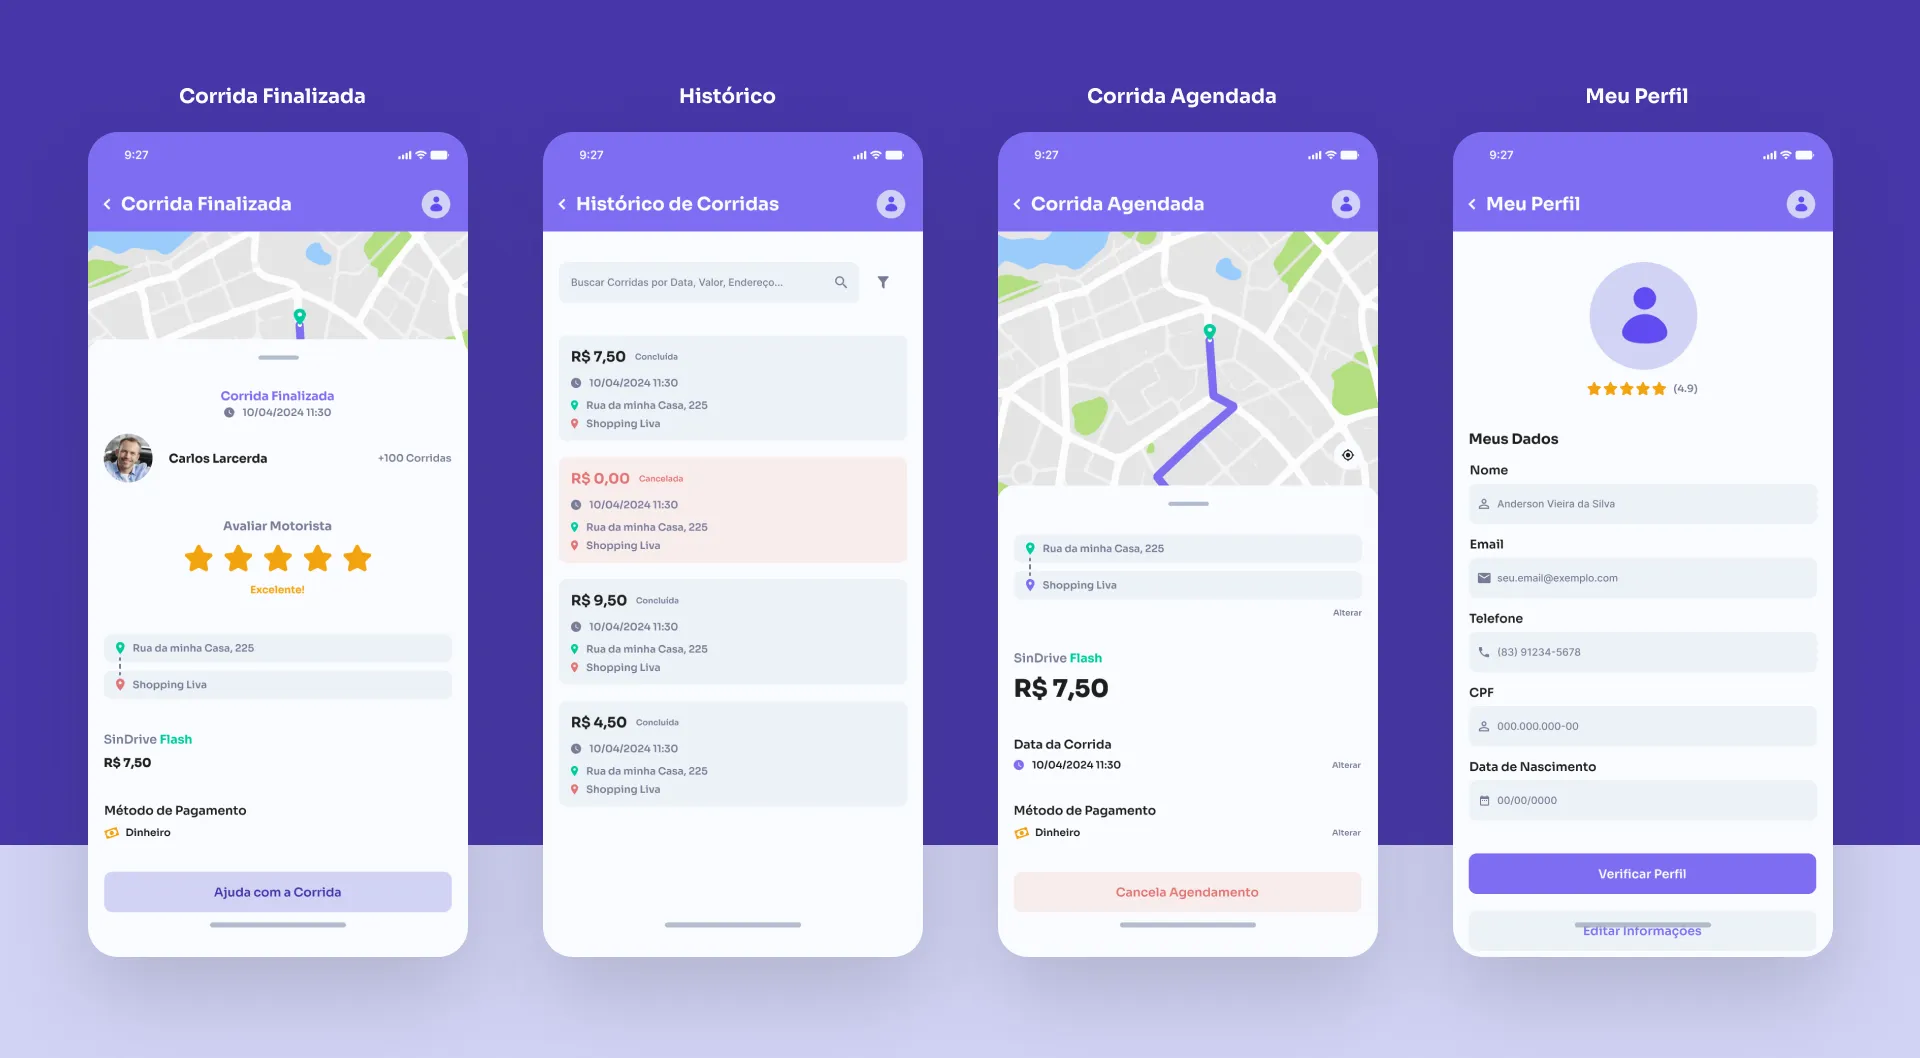 Corrida Finalizada
9:27
Corrida Finalizada
Corrida Finalizada
10/04/2024 11:30
Carlos Larcerda
+100 Corridas
Avaliar Motorista
Excelente!
Rua da minha Casa, 225
Shopping Liva
SinDrive Flash
R$ 7,50
Método de Pagamento
Dinheiro
Ajuda com a Corrida
Histórico
9:27
Histórico de Corridas
Buscar Corridas por Data, Valor, Endereço...
R$ 7,50 Concluída
10/04/2024 11:30
Rua da minha Casa, 225
Shopping Liva
R$ 0,00 Cancelada
10/04/2024 11:30
Rua da minha Casa, 225
Shopping Liva
R$ 9,50 Concluída
10/04/2024 11:30
Rua da minha Casa, 225
Shopping Liva
R$ 4,50 Concluída
10/04/2024 11:30
Rua da minha Casa, 225
Shopping Liva
Corrida Agendada
9:27
Corrida Agendada
Rua da minha Casa, 225
Shopping Liva
Alterar
SinDrive Flash
R$ 7,50
Data da Corrida
10/04/2024 11:30
Alterar
Método de Pagamento
Dinheiro
Alterar
Cancela Agendamento
Meu Perfil
9:27
Meu Perfil
(4.9)
Meus Dados
Nome
Anderson Vieira da Silva
Email
seu.email@exemplo.com
Telefone
(83) 91234-5678
CPF
000.000.000-00
Data de Nascimento
00/00/0000
Verificar Perfil
Editar Informações